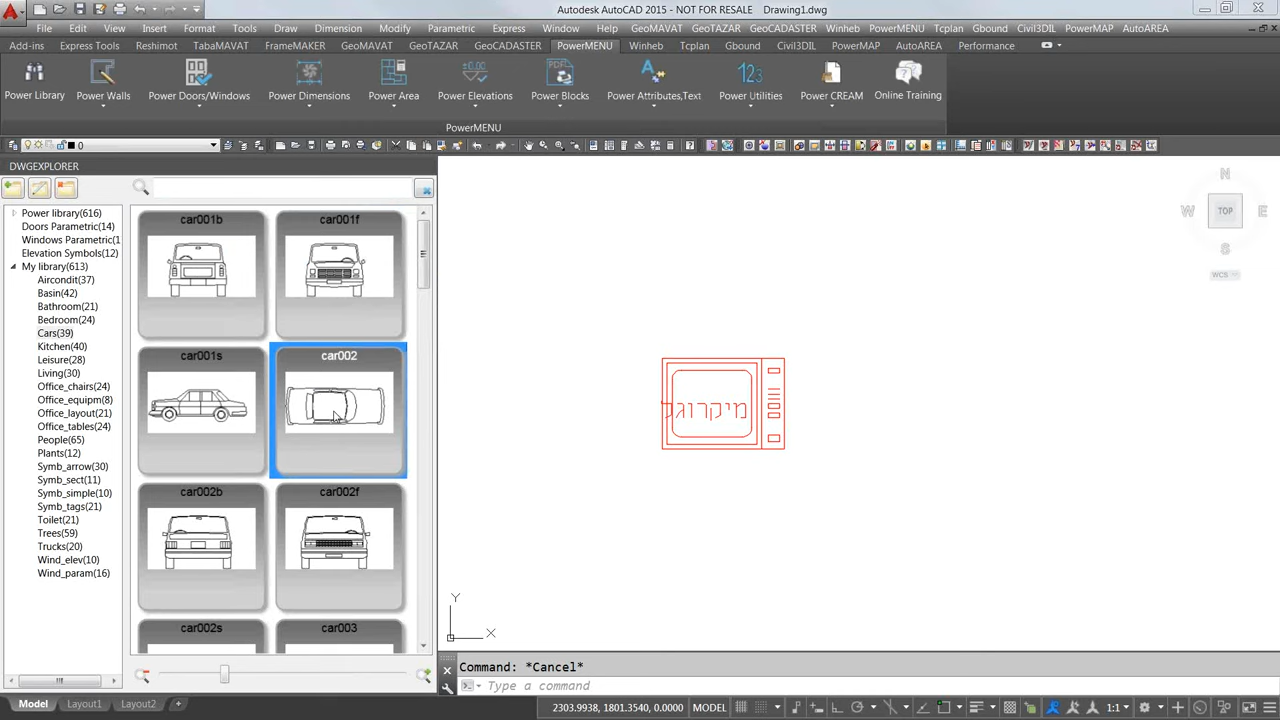 Autodesk AutoCAD 2015 - NOT FOR RESALE   Drawing1.dwg
File Edit View Insert Format Tools Draw Dimension Modify Parametric Express Window Help GeoMAVAT GeoTAZAR GeoCADASTER Winheb PowerMENU Tcplan Gbound Civil3DIL PowerMAP AutoAREA
Add-ins Express Tools Reshimot TabaMAVAT FrameMAKER GeoMAVAT GeoTAZAR GeoCADASTER PowerMENU Winheb Tcplan Gbound Civil3DIL PowerMAP AutoAREA Performance
Power Library Power Walls Power Doors/Windows Power Dimensions Power Area Power Elevations Power Blocks Power Attributes,Text Power Utilities Power CREAM Online Training
PowerMENU
0
DWGEXPLORER
Power library(616)
Doors Parametric(14)
Windows Parametric(1
Elevation Symbols(12)
My library(613)
Aircondit(37)
Basin(42)
Bathroom(21)
Bedroom(24)
Cars(39)
Kitchen(40)
Leisure(28)
Living(30)
Office_chairs(24)
Office_equipm(8)
Office_layout(21)
Office_tables(24)
People(65)
Plants(12)
Symb_arrow(30)
Symb_sect(11)
Symb_simple(10)
Symb_tags(21)
Toilet(21)
Trees(59)
Trucks(20)
Wind_elev(10)
Wind_param(16)
car001b car001f
car001s car002
car002b car002f
car002s car003
מיקרוגל
N
W TOP E
S
WCS
Y
X
Command: *Cancel*
Type a command
Model Layout1 Layout2 +
2303.9938, 1801.3540, 0.0000 MODEL 1:1